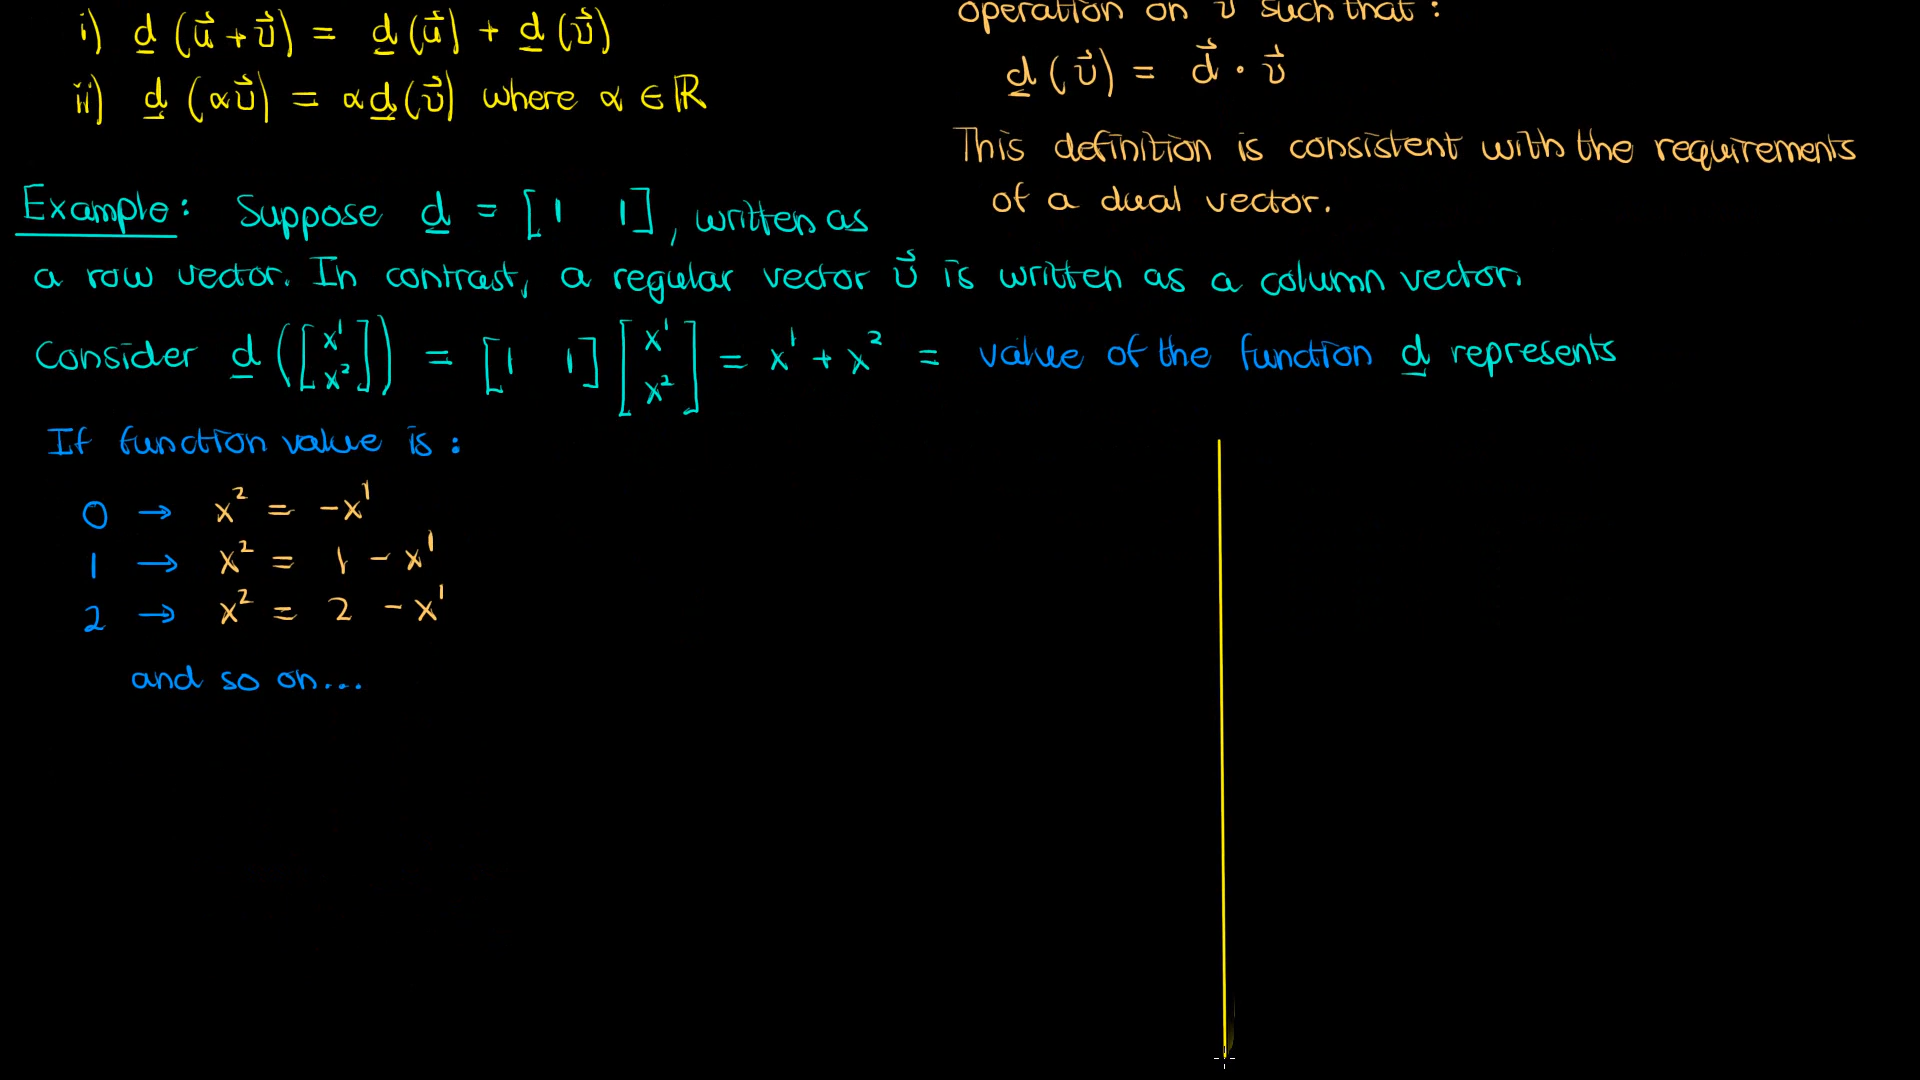 i) d(u⃗ + v⃗) = d(u⃗) + d(v⃗)
ii) d(αv⃗) = αd(v⃗) where α ∈ ℝ
operation on v⃗ such that :
d(v⃗) = d⃗ · v⃗
This definition is consistent with the requirements
of a dual vector.
Example: Suppose d = [1 1], written as
a row vector. In contrast, a regular vector v⃗ is written as a column vector.
Consider d([x¹ x²]) = [1 1][x¹ x²] = x¹ + x² = value of the function d represents
If function value is :
0 → x² = -x¹
1 → x² = 1 - x¹
2 → x² = 2 - x¹
and so on...